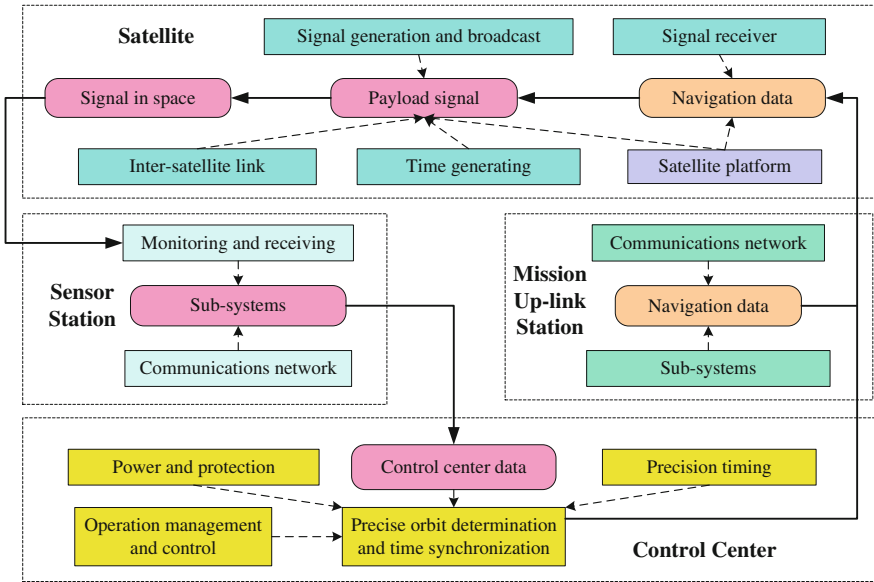 Satellite
Signal generation and broadcast
Signal receiver
Signal in space
Payload signal
Navigation data
Inter-satellite link
Time generating
Satellite platform
Monitoring and receiving
Sensor
Station
Sub-systems
Communications network
Communications network
Mission
Up-link
Station
Navigation data
Sub-systems
Control center data
Power and protection
Precision timing
Operation management
and control
Precise orbit determination
and time synchronization
Control Center